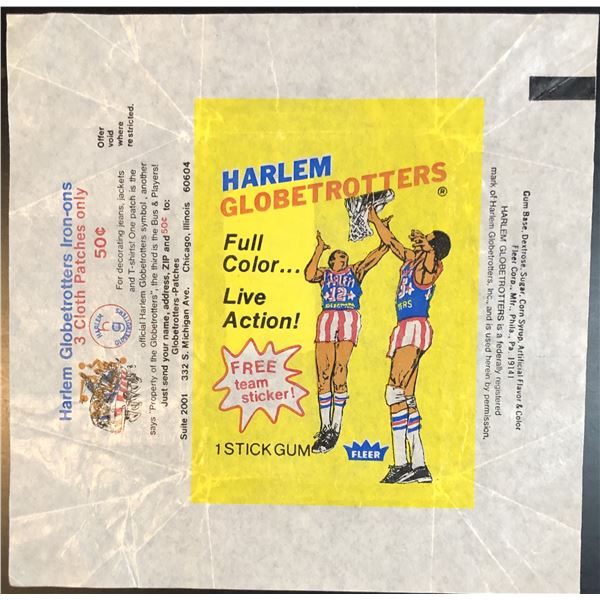 Harlem Globetrotters Iron-ons
3 Cloth Patches only
50¢
Offer
void
where
restricted.
For decorating jeans, jackets
and T-shirts! One patch is the
official Harlem Globetrotters symbol, another
says "Property of the Globetrotters", the third is the Bus & Players!
Just send your name, address, ZIP and 50¢ to:
Globetrotters-Patches
Suite 2001 332 S. Michigan Ave. Chicago, Illinois 60604
HARLEM
GLOBETROTTERS®
Full
Color...
Live
Action!
FREE
team
sticker!
1 STICK GUM
FLEER
12
Gum Base, Dextrose, Sugar, Corn Syrup, Artificial Flavor & Color
Fleer Corp., Mfr., Phila., Pa. 19141
HARLEM GLOBETROTTERS is a federally registered
mark of Harlem Globetrotters, Inc., and is used herein by permission.